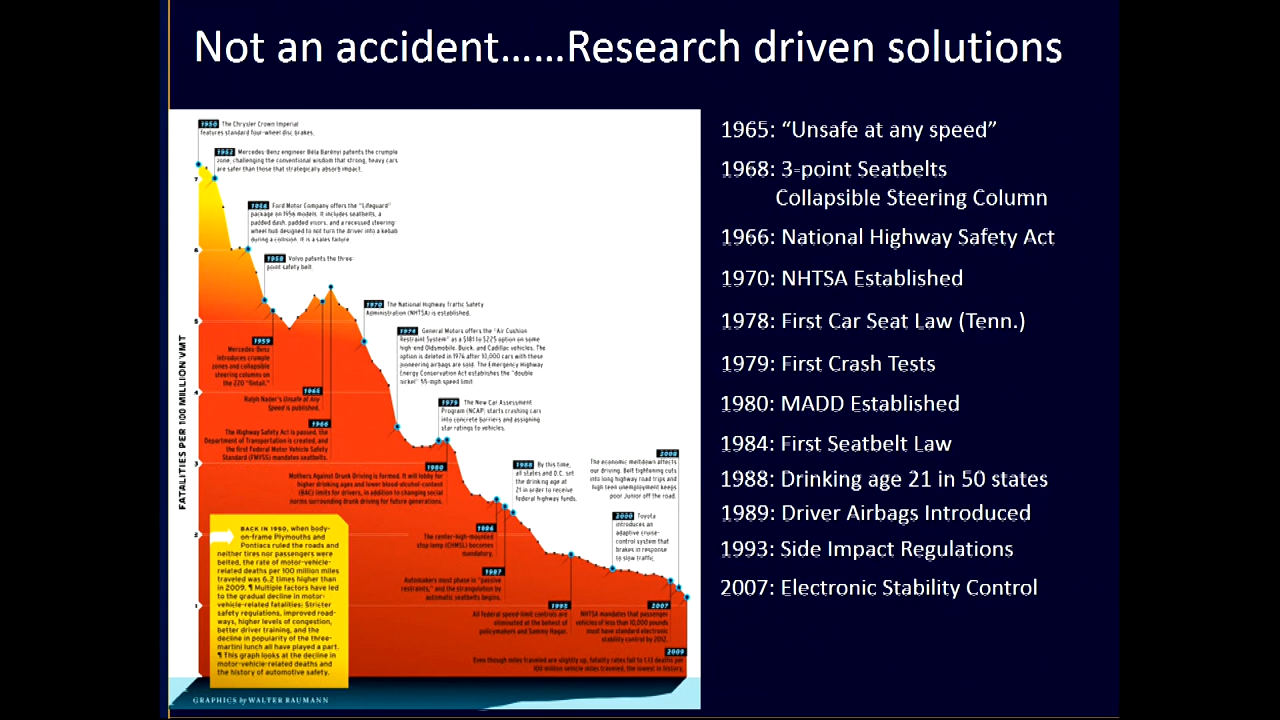 Not an accident......Research driven solutions
1950 The Chrysler Crown Imperial
features standard four-wheel disc brakes.
1952 Mercedes-Benz engineer Béla Barényi patents the crumple
zone, challenging the conventional wisdom that strong, heavy cars
are safer than those that strategically absorb impact.
1956 Ford Motor Company offers the "Lifeguard"
package on 1956 models. It includes seatbelts, a
padded dash, padded visors, and a recessed steering-
wheel hub designed to not turn the driver into a kebab
during a collision. It is a sales failure.
1958 Volvo patents the three-
point safety belt.
1959
Mercedes-Benz
introduces crumple
zones and collapsible
steering columns on
the 220 "fintail."
1965
Ralph Nader's Unsafe at Any
Speed is published.
1966
The Highway Safety Act is passed, the
Department of Transportation is created, and
the first Federal Motor Vehicle Safety
Standard (FMVSS) mandates seatbelts.
1970 The National Highway Traffic Safety
Administration (NHTSA) is established.
1974 General Motors offers the "Air Cushion
Restraint System" as a $181 to $225 option on some
high-end Oldsmobile, Buick, and Cadillac vehicles. The
option is deleted in 1976 after 10,000 cars with these
pioneering airbags are sold. The Emergency Highway
Energy Conservation Act establishes the "double
nickel" 55-mph speed limit.
1979 The New Car Assessment
Program (NCAP) starts crashing cars
into concrete barriers and assigning
star ratings to vehicles.
1980
Mothers Against Drunk Driving is formed. It will lobby for
higher drinking ages and lower blood-alcohol-content
(BAC) limits for drivers, in addition to changing social
norms surrounding drunk driving for future generations.
1986
The center-high-mounted
stop lamp (CHMSL) becomes
mandatory.
1987
Automakers must phase in "passive
restraints," and the strangulation by
automatic seatbelts begins.
1988 By this time,
all states and D.C. set
the drinking age at
21 in order to receive
federal highway funds.
1995
All federal speed limit controls are
eliminated at the behest of
policymakers and Sammy Hagar.
2000 Toyota
introduces an
adaptive cruise-
control system that
brakes in response
to slow traffic.
2007
NHTSA mandates that passenger
vehicles of less than 10,000 pounds
must have standard electronic
stability control by 2012.
2008
The economic meltdown affects
our driving. Belt tightening cuts
into long highway road trips and
high teen unemployment keeps
poor Junior off the road.
2009
Even though miles traveled are slightly up, fatality rates fall to 1.13 deaths per
100 million vehicle miles traveled, the lowest in history.
FATALITIES PER 100 MILLION VMT
7
6
5
4
3
2
1
BACK IN 1950, when body-
on-frame Plymouths and
Pontiacs ruled the roads and
neither tires nor passengers were
belted, the rate of motor-vehicle-
related deaths per 100 million miles
traveled was 6.2 times higher than
in 2009. ¶ Multiple factors have led
to the gradual decline in motor-
vehicle-related fatalities: Stricter
safety regulations, improved road-
ways, higher levels of congestion,
better driver training, and the
decline in popularity of the three-
martini lunch all have played a part.
¶ This graph looks at the decline in
motor-vehicle-related deaths and
the history of automotive safety.
GRAPHICS by WALTER BAUMANN
1965: "Unsafe at any speed"
1968: 3-point Seatbelts
Collapsible Steering Column
1966: National Highway Safety Act
1970: NHTSA Established
1978: First Car Seat Law (Tenn.)
1979: First Crash Tests
1980: MADD Established
1984: First Seatbelt Law
1988: Drinking age 21 in 50 states
1989: Driver Airbags Introduced
1993: Side Impact Regulations
2007: Electronic Stability Control